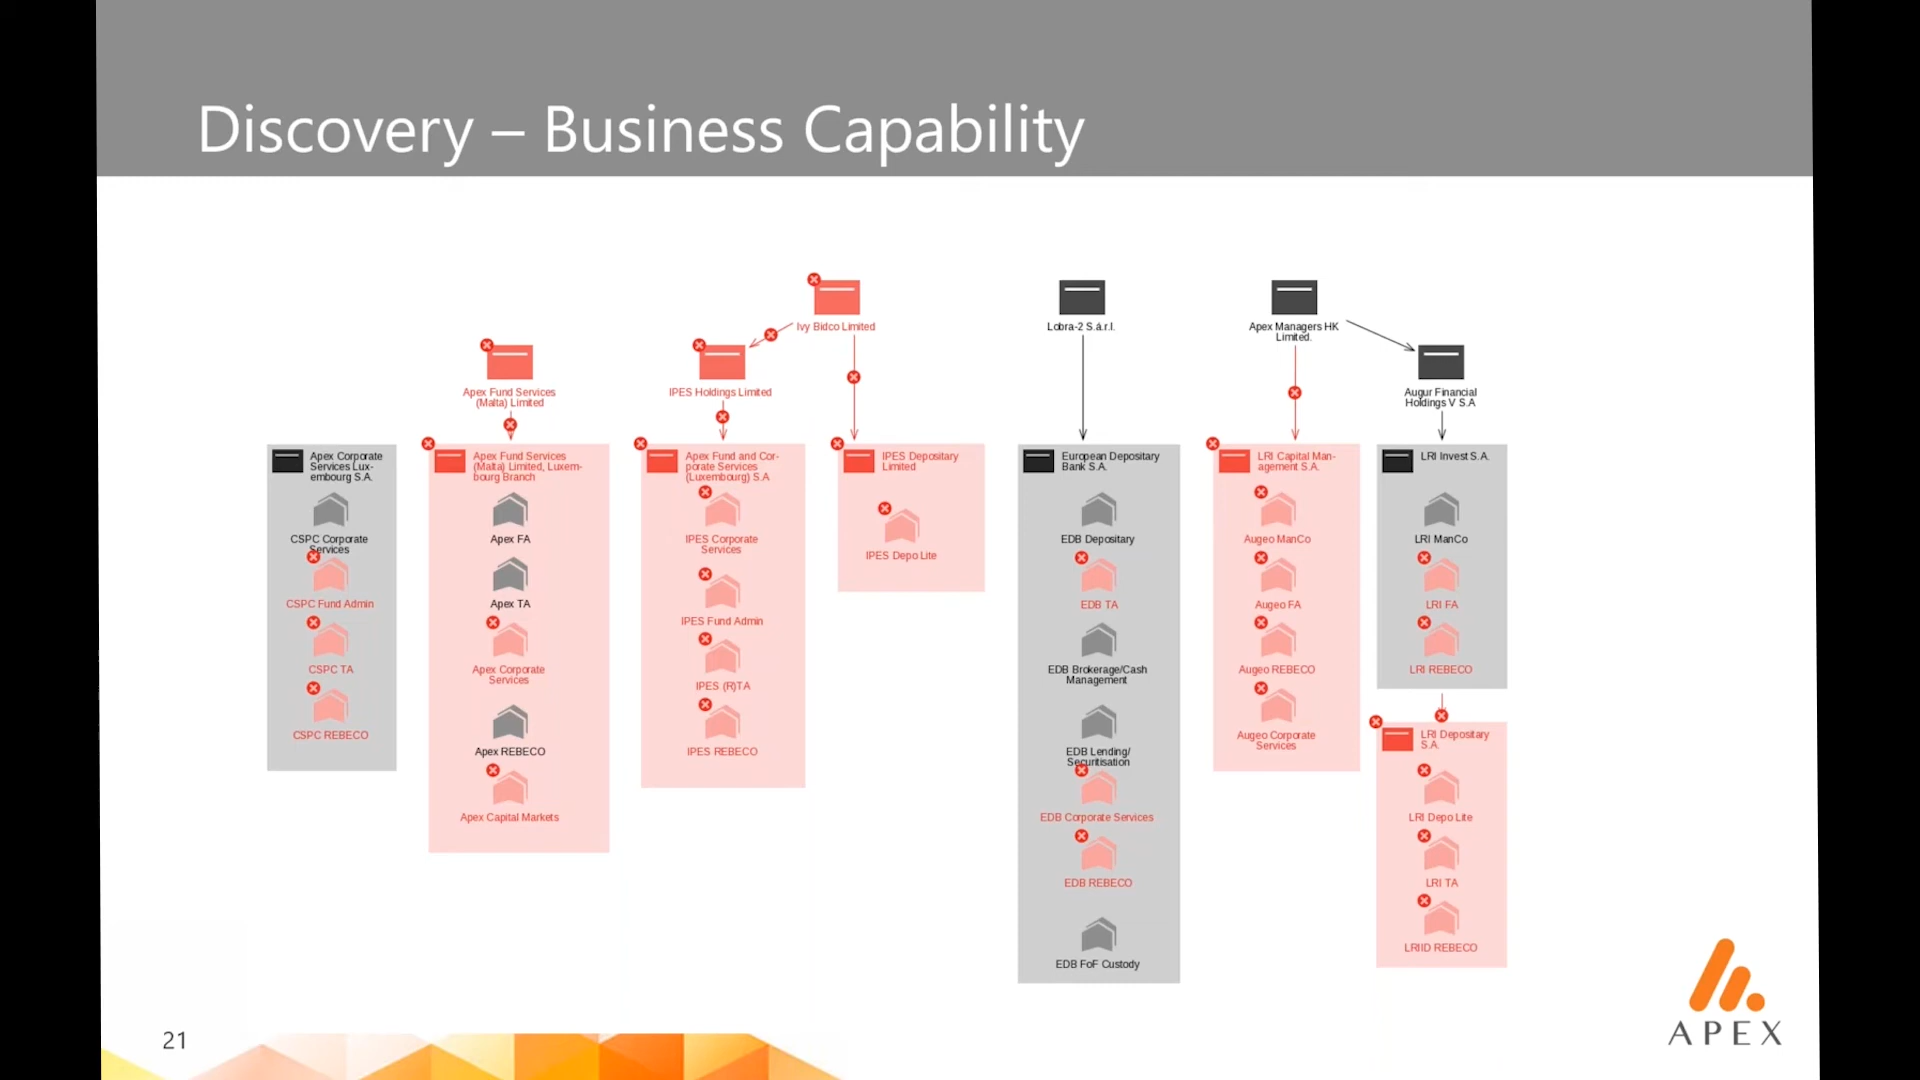 Discovery – Business Capability
Ivy Bidco Limited
Lobra-2 S.á.r.l.
Apex Managers HK
Limited.
Apex Fund Services
(Malta) Limited
IPES Holdings Limited
Augur Financial
Holdings V S.A
Apex Corporate
Services Lux-
embourg S.A.
CSPC Corporate
Services
CSPC Fund Admin
CSPC TA
CSPC REBECO
Apex Fund Services
(Malta) Limited, Luxem-
bourg Branch
Apex FA
Apex TA
Apex Corporate
Services
Apex REBECO
Apex Capital Markets
Apex Fund and Cor-
porate Services
(Luxembourg) S.A
IPES Corporate
Services
IPES Fund Admin
IPES (R)TA
IPES REBECO
IPES Depositary
Limited
IPES Depo Lite
European Depositary
Bank S.A.
EDB Depositary
EDB TA
EDB Brokerage/Cash
Management
EDB Lending/
Securitisation
EDB Corporate Services
EDB REBECO
EDB FoF Custody
LRI Capital Man-
agement S.A.
Augeo ManCo
Augeo FA
Augeo REBECO
Augeo Corporate
Services
LRI Invest S.A.
LRI ManCo
LRI FA
LRI REBECO
LRI Depositary
S.A.
LRI Depo Lite
LRI TA
LRIID REBECO
21
APEX